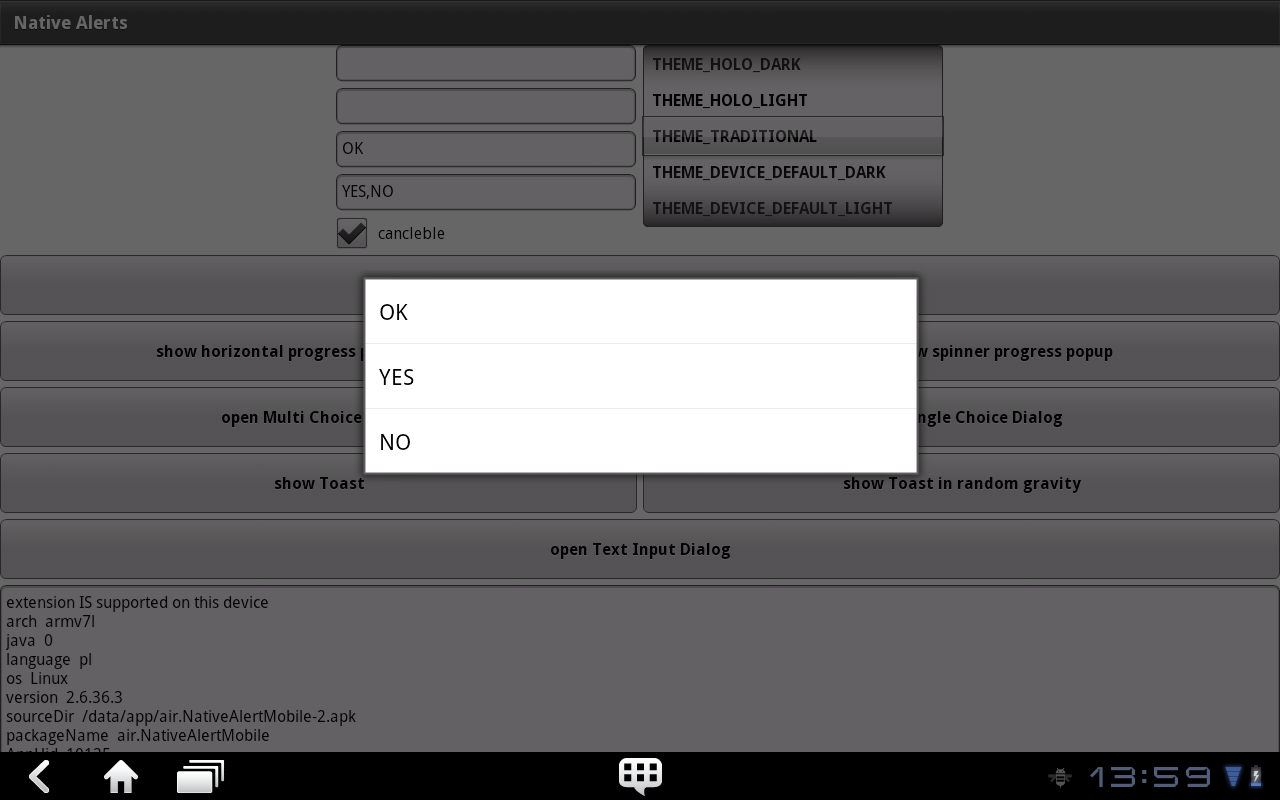 Native Alerts
THEME_HOLO_DARK
THEME_HOLO_LIGHT
THEME_TRADITIONAL
OK
THEME_DEVICE_DEFAULT_DARK
YES,NO
THEME_DEVICE_DEFAULT_LIGHT
cancleble
OK
show horizontal progress
spinner progress popup
YES
open Multi Choice
Choice Dialog
NO
show Toast
show Toast in random gravity
open Text Input Dialog
extension IS supported on this device
arch armv7l
java 0
language pl
os Linux
version 2.6.36.3
sourceDir /data/app/air.NativeAlertMobile-2.apk
packageName air.NativeAlertMobile
13:59